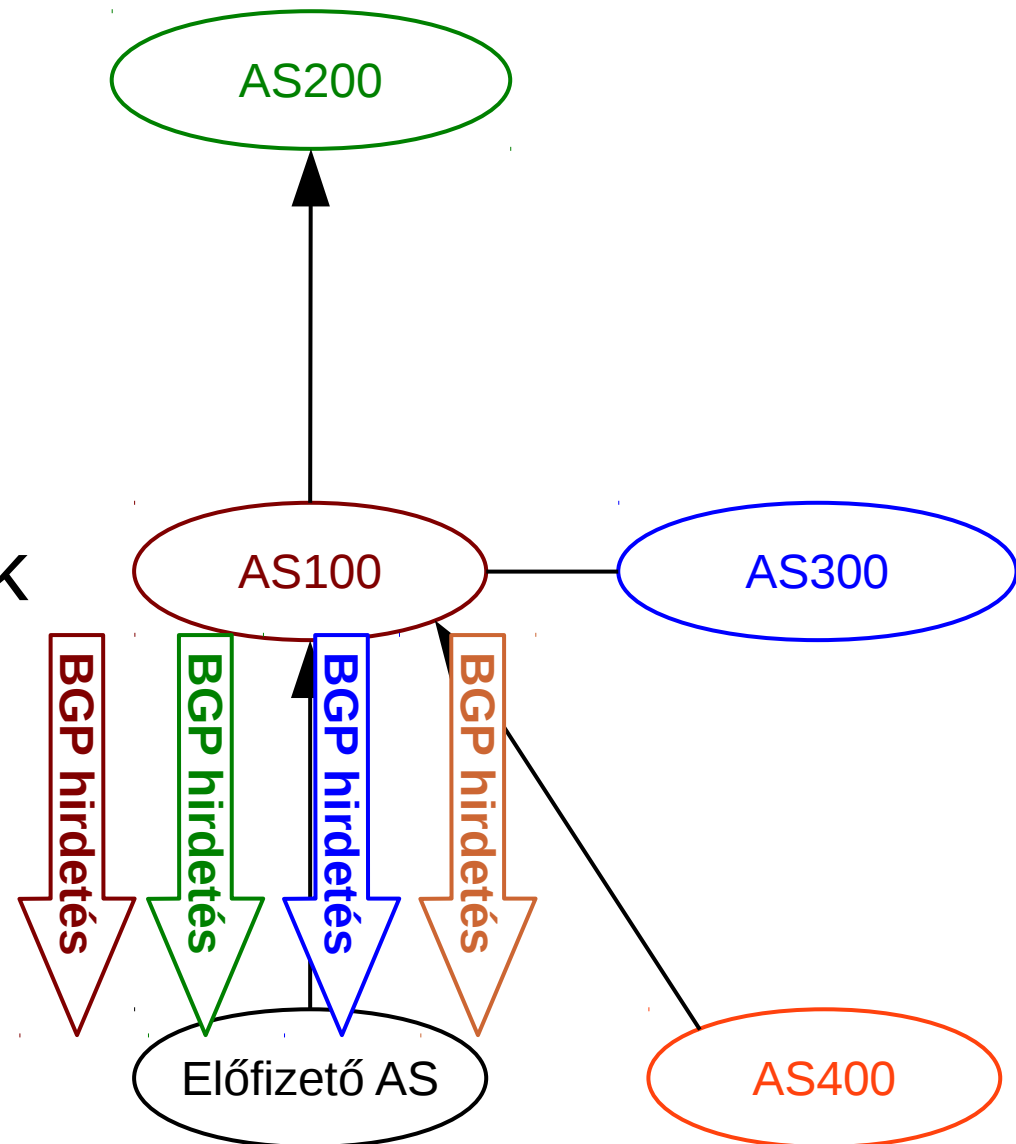 AS200
k
AS100
AS300
BGP hirdetés
BGP hirdetés
BGP hirdetés
BGP hirdetés
Előfizető AS
AS400